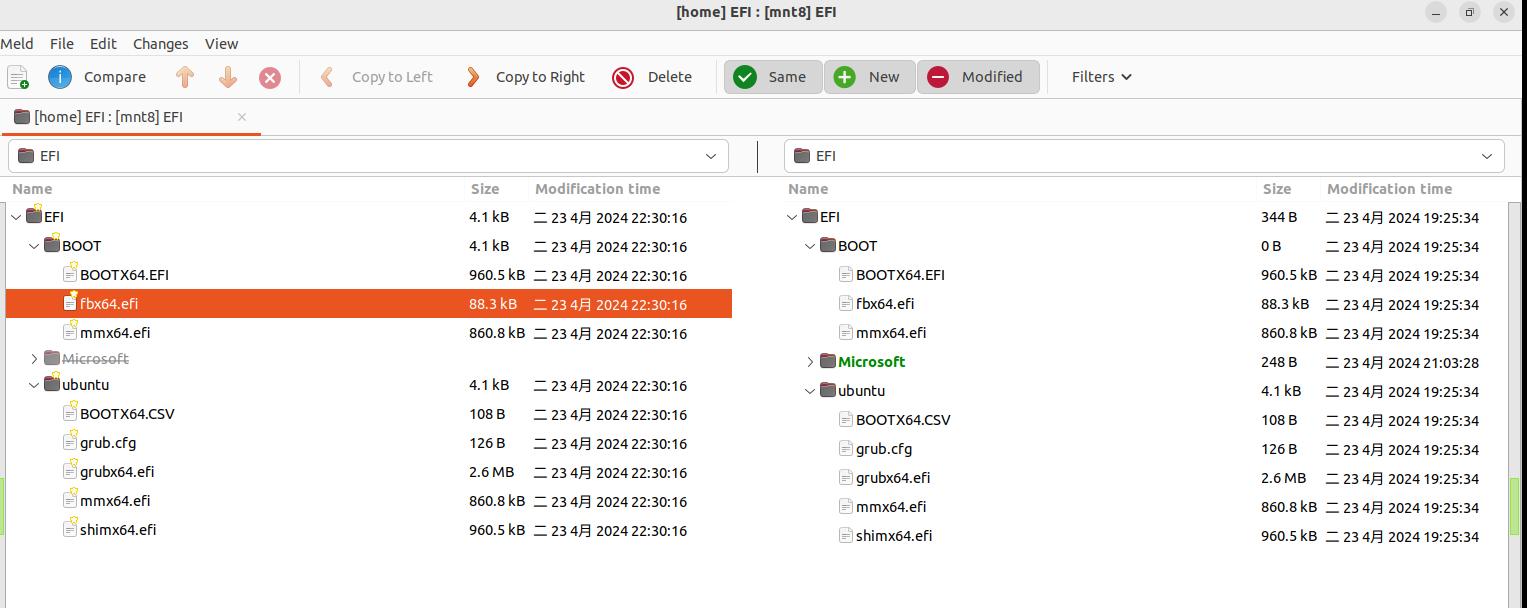 [home] EFI : [mnt8] EFI
Meld File Edit Changes View
Compare Copy to Left Copy to Right Delete Same New Modified Filters
[home] EFI : [mnt8] EFI
EFI EFI
Name Size Modification time Name Size Modification time
EFI 4.1 kB 二 23 4月 2024 22:30:16 EFI 344 B 二 23 4月 2024 19:25:34
BOOT 4.1 kB 二 23 4月 2024 22:30:16 BOOT 0 B 二 23 4月 2024 19:25:34
BOOTX64.EFI 960.5 kB 二 23 4月 2024 22:30:16 BOOTX64.EFI 960.5 kB 二 23 4月 2024 19:25:34
fbx64.efi 88.3 kB 二 23 4月 2024 22:30:16 fbx64.efi 88.3 kB 二 23 4月 2024 19:25:34
mmx64.efi 860.8 kB 二 23 4月 2024 22:30:16 mmx64.efi 860.8 kB 二 23 4月 2024 19:25:34
Microsoft Microsoft 248 B 二 23 4月 2024 21:03:28
ubuntu 4.1 kB 二 23 4月 2024 22:30:16 ubuntu 4.1 kB 二 23 4月 2024 19:25:34
BOOTX64.CSV 108 B 二 23 4月 2024 22:30:16 BOOTX64.CSV 108 B 二 23 4月 2024 19:25:34
grub.cfg 126 B 二 23 4月 2024 22:30:16 grub.cfg 126 B 二 23 4月 2024 19:25:34
grubx64.efi 2.6 MB 二 23 4月 2024 22:30:16 grubx64.efi 2.6 MB 二 23 4月 2024 19:25:34
mmx64.efi 860.8 kB 二 23 4月 2024 22:30:16 mmx64.efi 860.8 kB 二 23 4月 2024 19:25:34
shimx64.efi 960.5 kB 二 23 4月 2024 22:30:16 shimx64.efi 960.5 kB 二 23 4月 2024 19:25:34